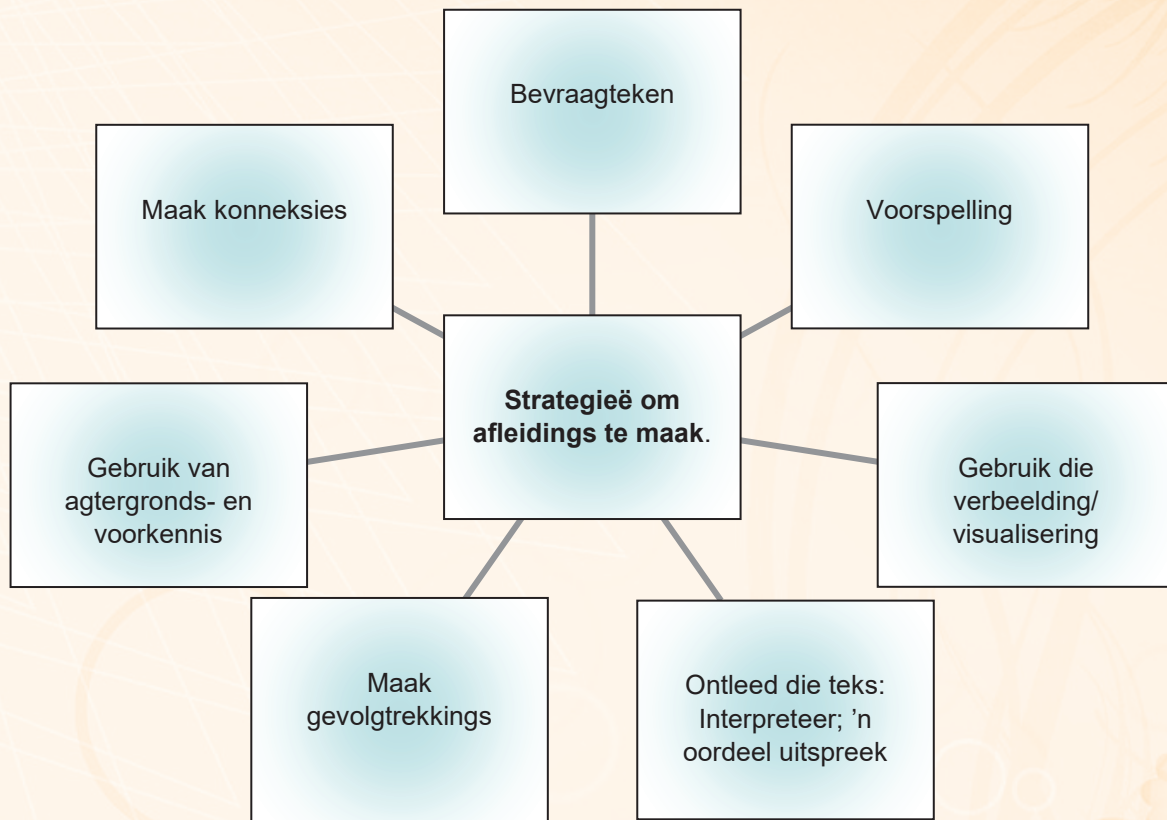 Bevraagteken
Maak konneksies
Voorspelling
Strategieë om
afleidings te maak.
Gebruik van
agtergronds- en
voorkennis
Gebruik die
verbeelding/
visualisering
Maak
gevolgtrekkings
Ontleed die teks:
Interpreteer; ’n
oordeel uitspreek